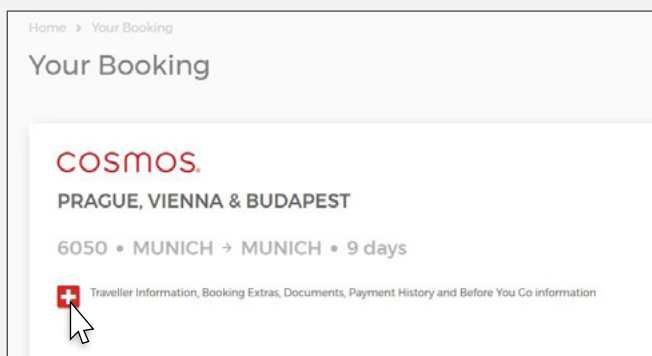 Home > Your Booking
Your Booking
cosmos.
PRAGUE, VIENNA & BUDAPEST
6050 • MUNICH → MUNICH • 9 days
Traveller Information, Booking Extras, Documents, Payment History and Before You Go information